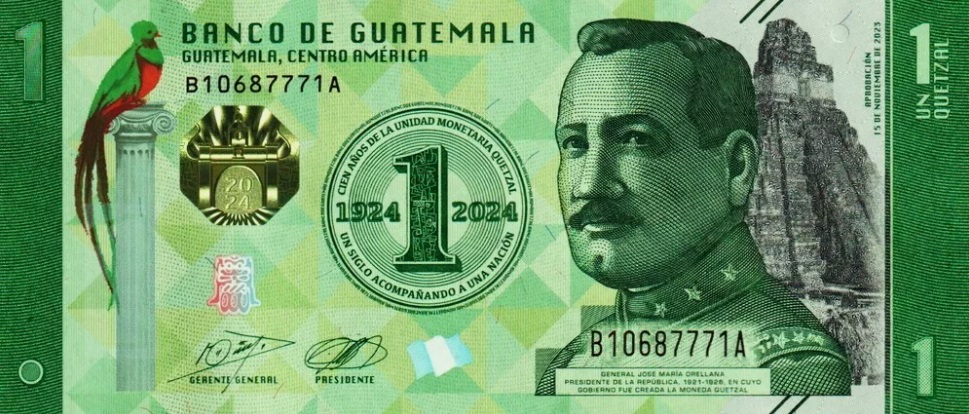 1
BANCO DE GUATEMALA
GUATEMALA, CENTRO AMÉRICA
B10687771A
20
24
CIEN AÑOS DE LA UNIDAD MONETARIA QUETZAL
1924 1 2024
UN SIGLO ACOMPAÑANDO A UNA NACIÓN
GERENTE GENERAL
PRESIDENTE
B10687771A
GENERAL JOSÉ MARÍA ORELLANA
PRESIDENTE DE LA REPÚBLICA, 1921-1926, EN CUYO
GOBIERNO FUE CREADA LA MONEDA QUETZAL
APROBACIÓN
15 DE NOVIEMBRE DE 2023
1
UN
QUETZAL
1